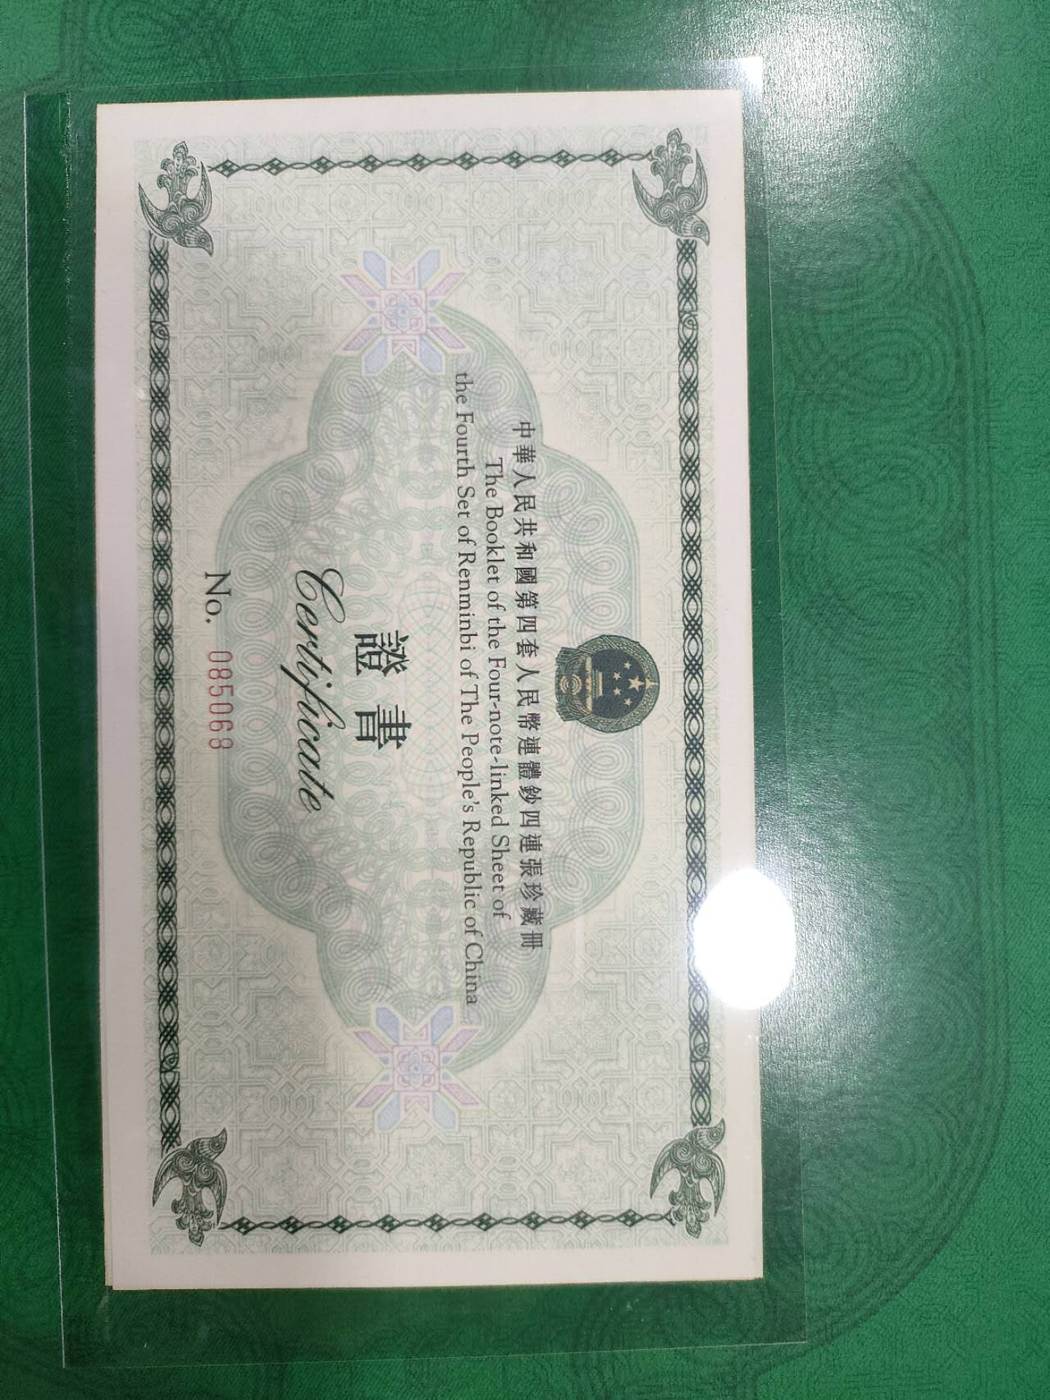 中華人民共和國第四套人民幣連體鈔四連張珍藏冊
The Booklet of the Four-note-linked Sheet of
the Fourth Set of Renminbi of The People's Republic of China
證書
Certificate
No. 085068